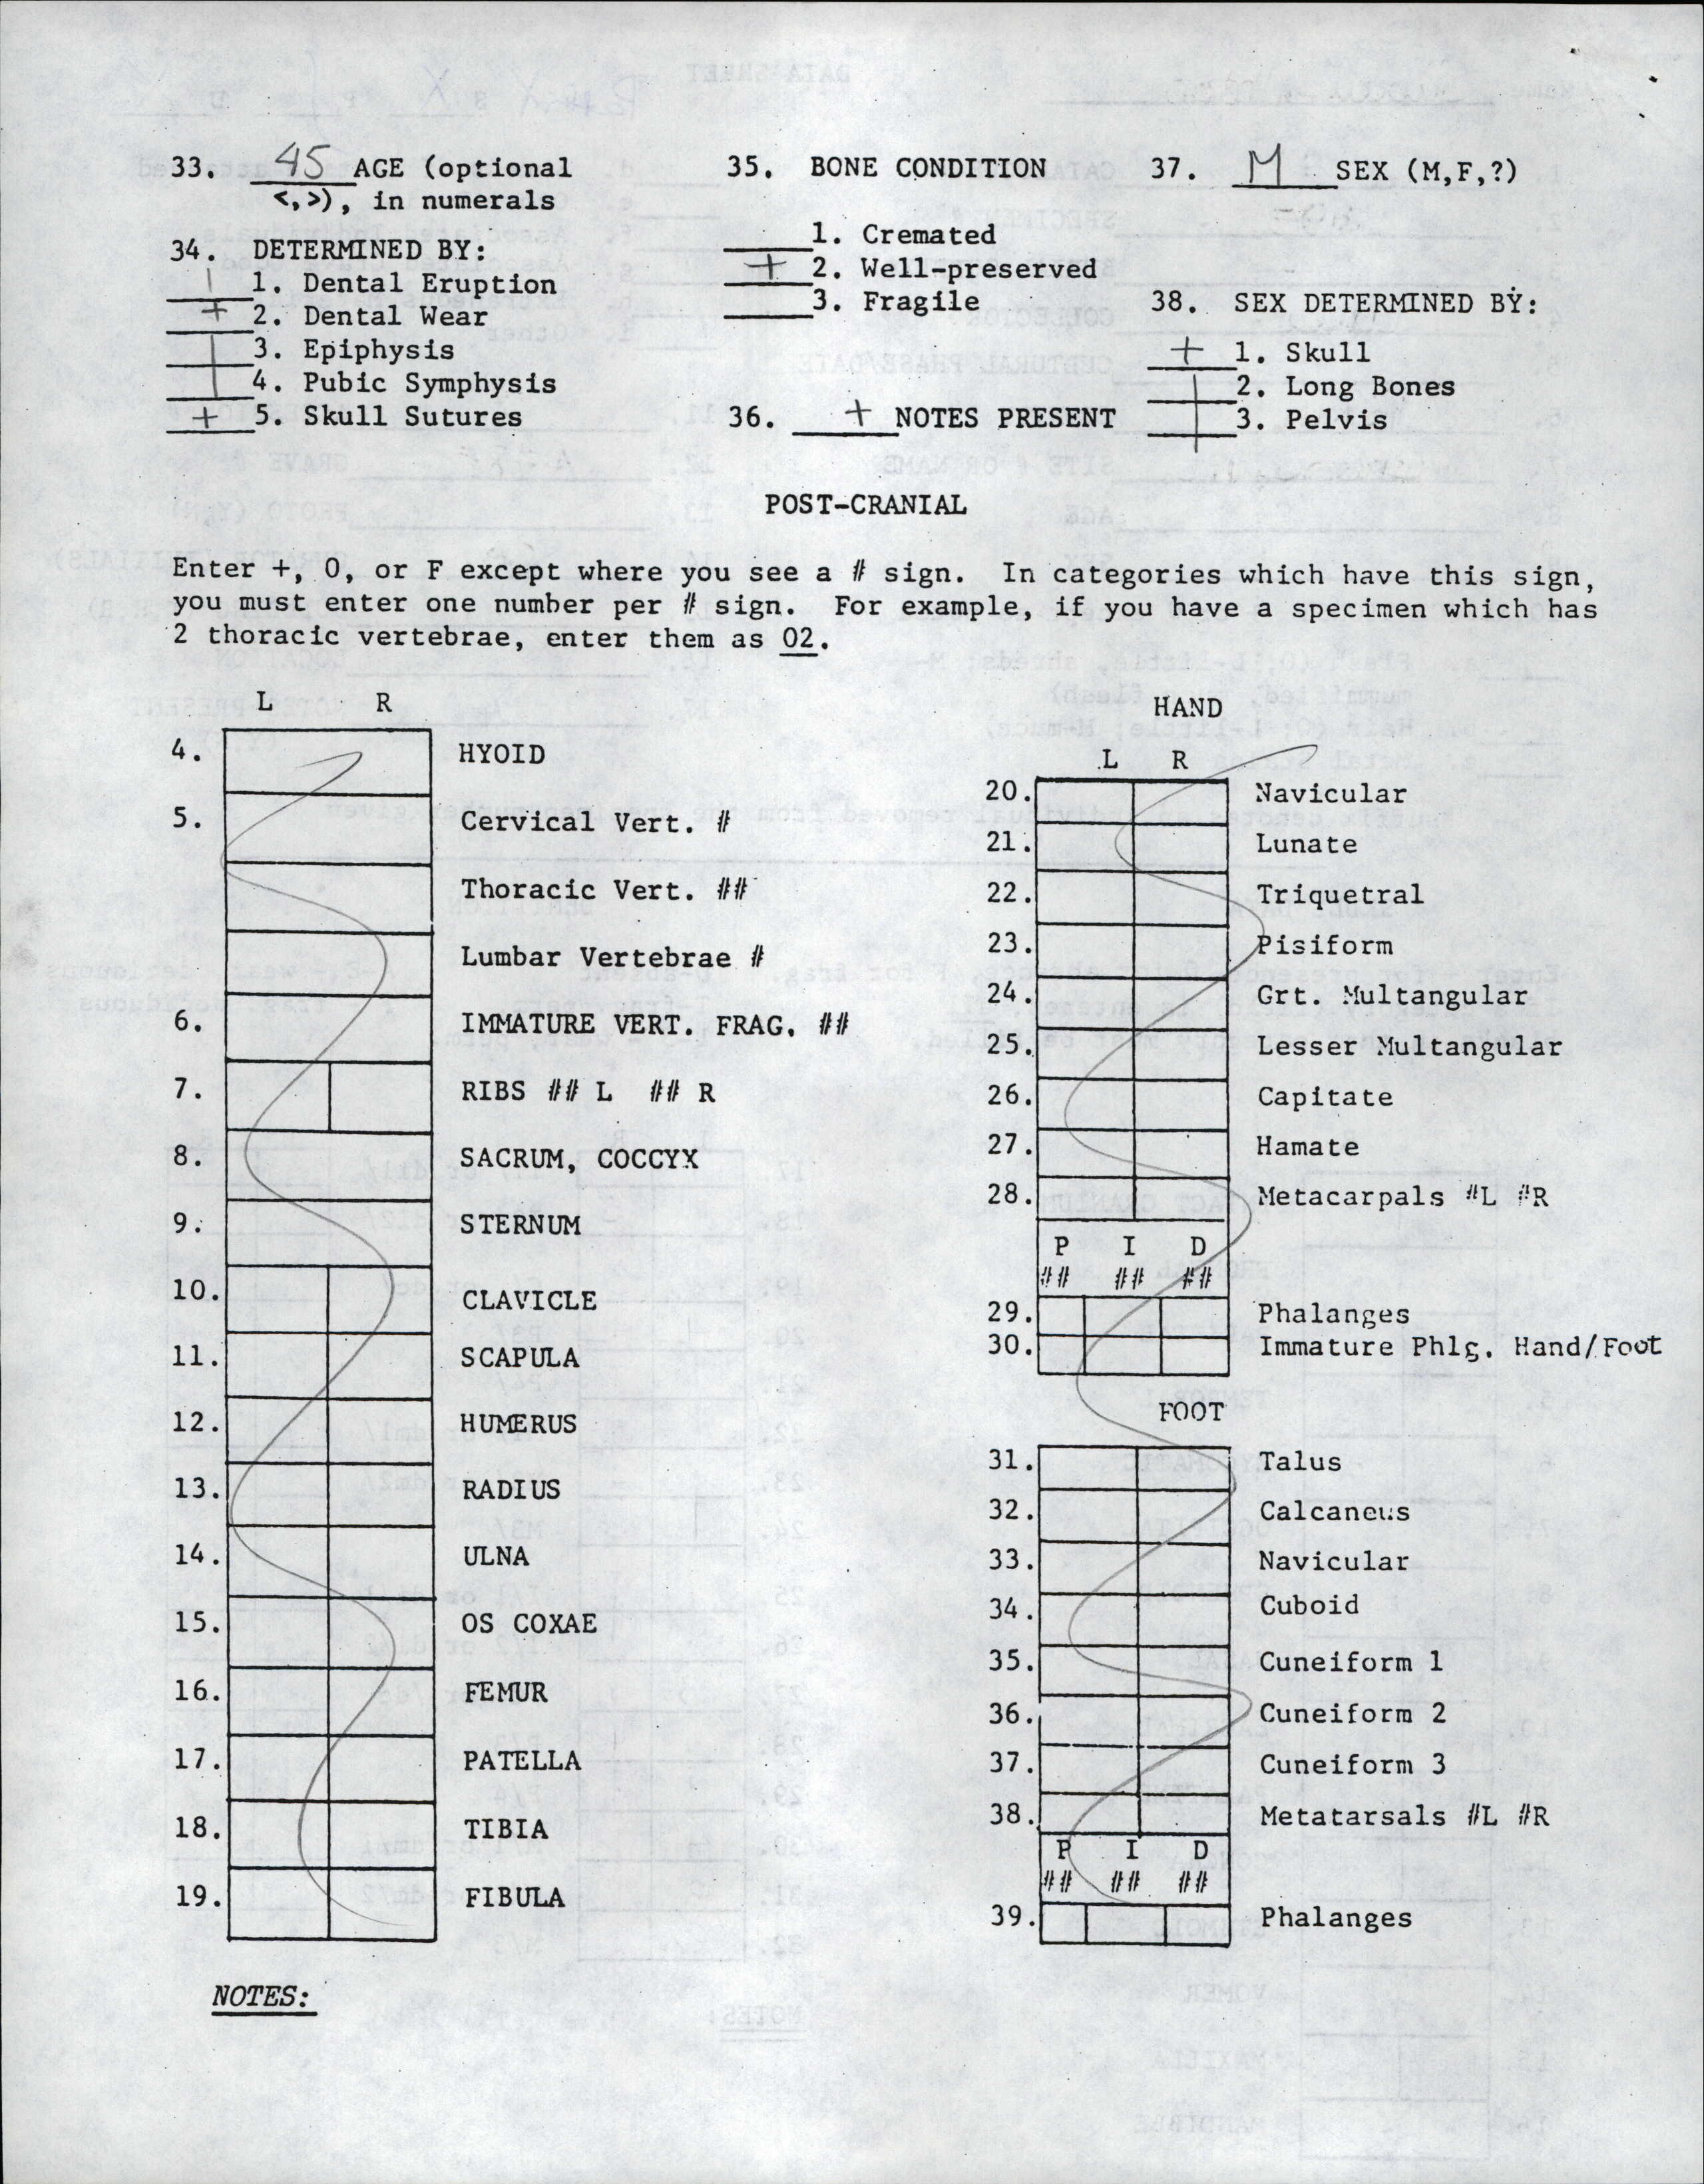 33. 45 AGE (optional
<,>), in numerals
34. DETERMINED BY:
| 1. Dental Eruption
+ 2. Dental Wear
| 3. Epiphysis
| 4. Pubic Symphysis
+ 5. Skull Sutures
35. BONE CONDITION
1. Cremated
+ 2. Well-preserved
3. Fragile
36. + NOTES PRESENT
37. M SEX (M,F,?)
38. SEX DETERMINED BY:
+ 1. Skull
| 2. Long Bones
| 3. Pelvis
POST-CRANIAL
Enter +, 0, or F except where you see a # sign. In categories which have this sign,
you must enter one number per # sign. For example, if you have a specimen which has
2 thoracic vertebrae, enter them as 02.
L R
4. HYOID
5. Cervical Vert. #
Thoracic Vert. ##
Lumbar Vertebrae #
6. IMMATURE VERT. FRAG. ##
7. RIBS ## L ## R
8. SACRUM, COCCYX
9. STERNUM
10. CLAVICLE
11. SCAPULA
12. HUMERUS
13. RADIUS
14. ULNA
15. OS COXAE
16. FEMUR
17. PATELLA
18. TIBIA
19. FIBULA
HAND
L R
20. Navicular
21. Lunate
22. Triquetral
23. Pisiform
24. Grt. Multangular
25. Lesser Multangular
26. Capitate
27. Hamate
28. Metacarpals #L #R
P I D
## ## ##
29. Phalanges
30. Immature Phlg. Hand/Foot
FOOT
31. Talus
32. Calcaneus
33. Navicular
34. Cuboid
35. Cuneiform 1
36. Cuneiform 2
37. Cuneiform 3
38. Metatarsals #L #R
P I D
## ## ##
39. Phalanges
NOTES: